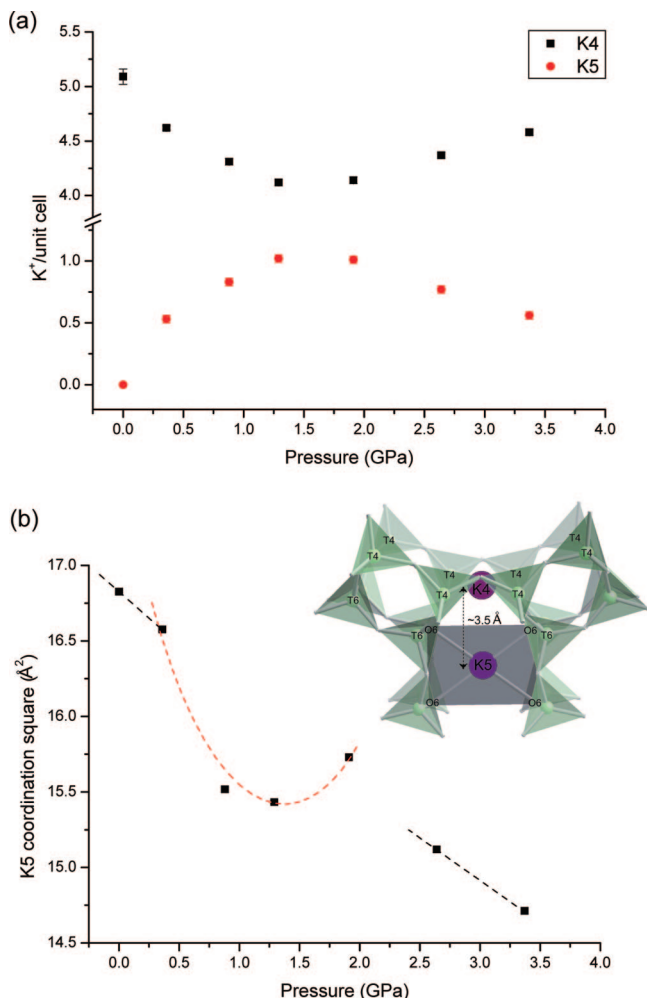 (a)
K4
K5
5.5
5.0
4.5
4.0
1.0
0.5
0.0
K⁺/unit cell
0.0 0.5 1.0 1.5 2.0 2.5 3.0 3.5 4.0
Pressure (GPa)
(b)
17.0
16.5
16.0
15.5
15.0
14.5
K5 coordination square (Å²)
T4 T4 T4 T4
T6 T4 K4 T4
~3.5 Å
T6 O6 O6 T6
K5
O6 O6
0.0 0.5 1.0 1.5 2.0 2.5 3.0 3.5 4.0
Pressure (GPa)